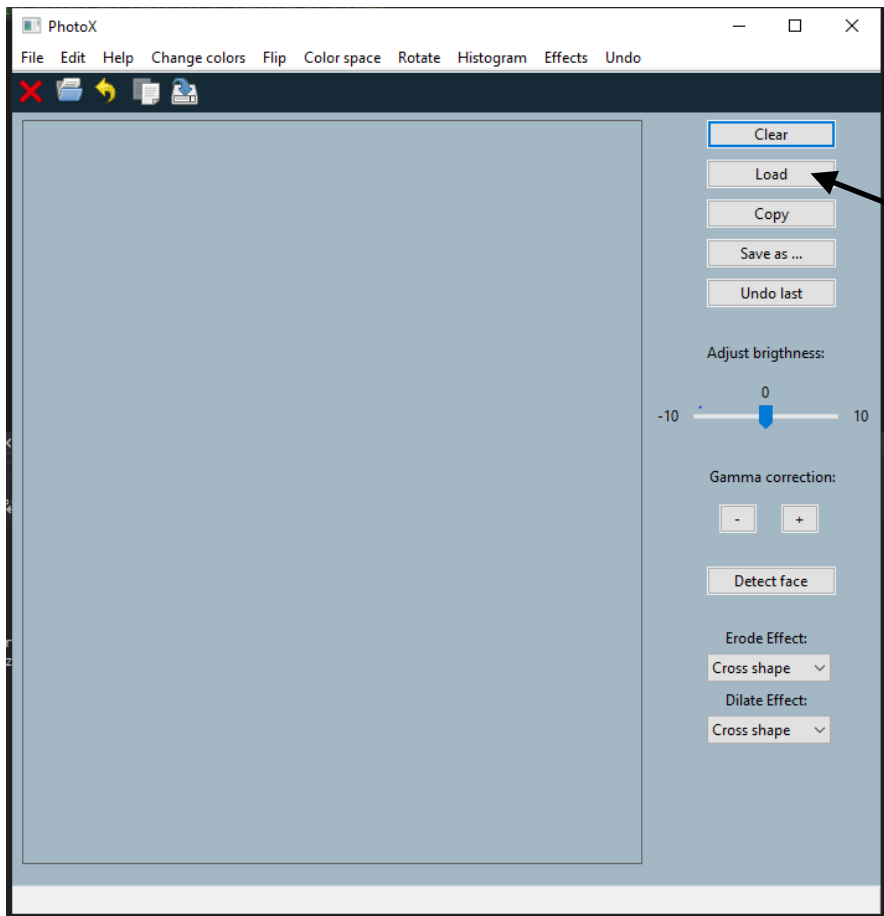 PhotoX
File Edit Help Change colors Flip Color space Rotate Histogram Effects Undo
Clear
Load
Copy
Save as ...
Undo last
Adjust brigthness:
0
-10 10
Gamma correction:
- +
Detect face
Erode Effect:
Cross shape
Dilate Effect:
Cross shape